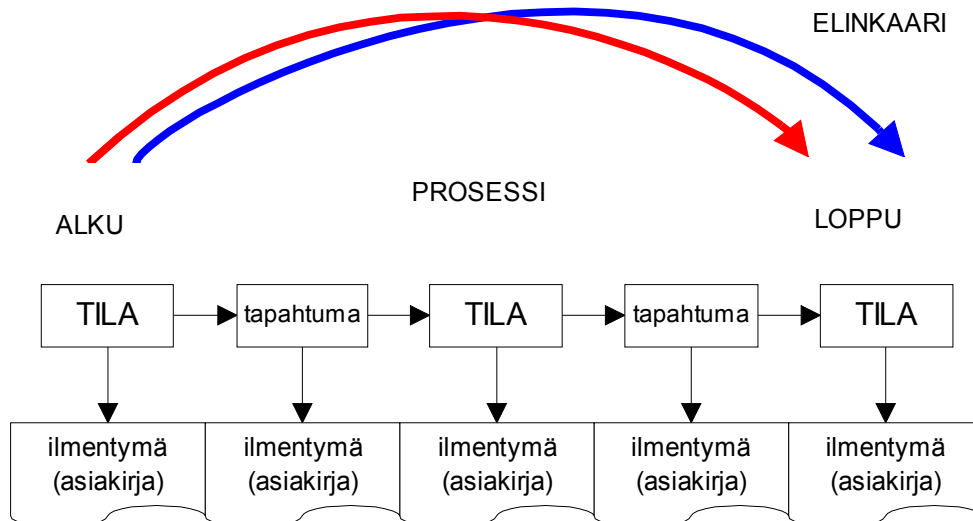 ELINKAARI
PROSESSI
ALKU
LOPPU
TILA
tapahtuma
TILA
tapahtuma
TILA
ilmentymä
(asiakirja)
ilmentymä
(asiakirja)
ilmentymä
(asiakirja)
ilmentymä
(asiakirja)
ilmentymä
(asiakirja)